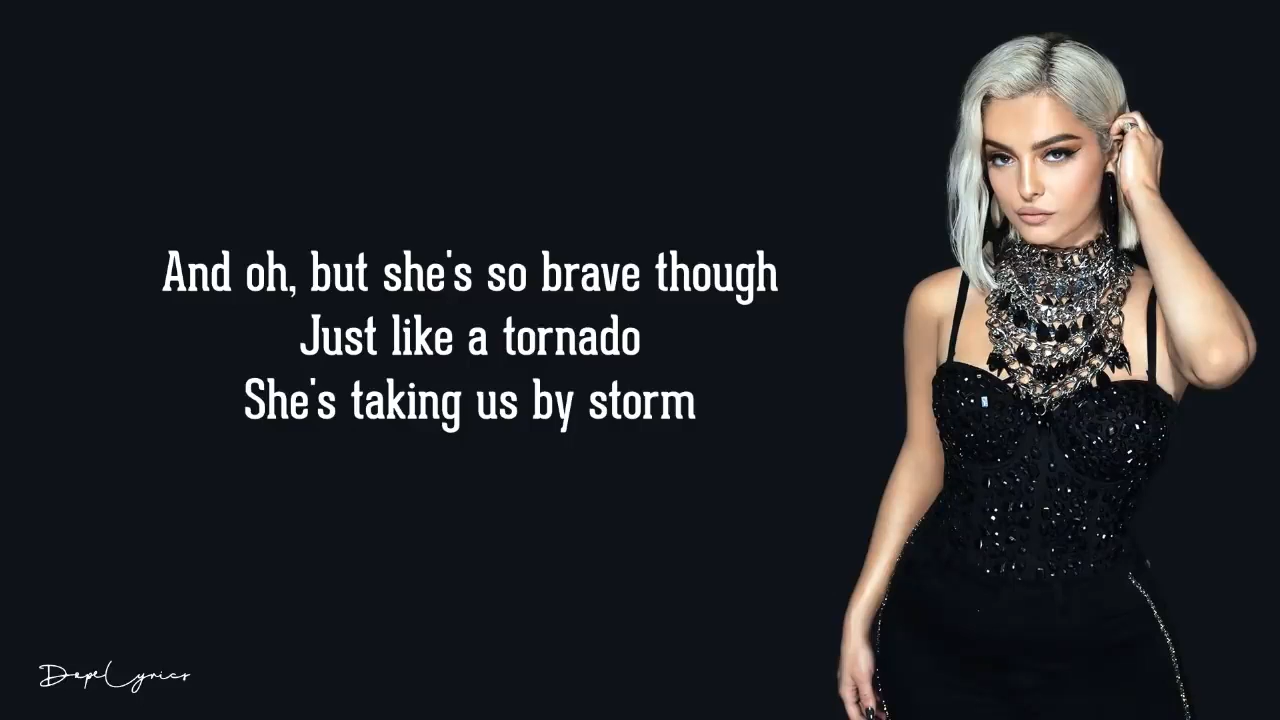 And oh, but she's so brave though
Just like a tornado
She's taking us by storm
DopeLyrics